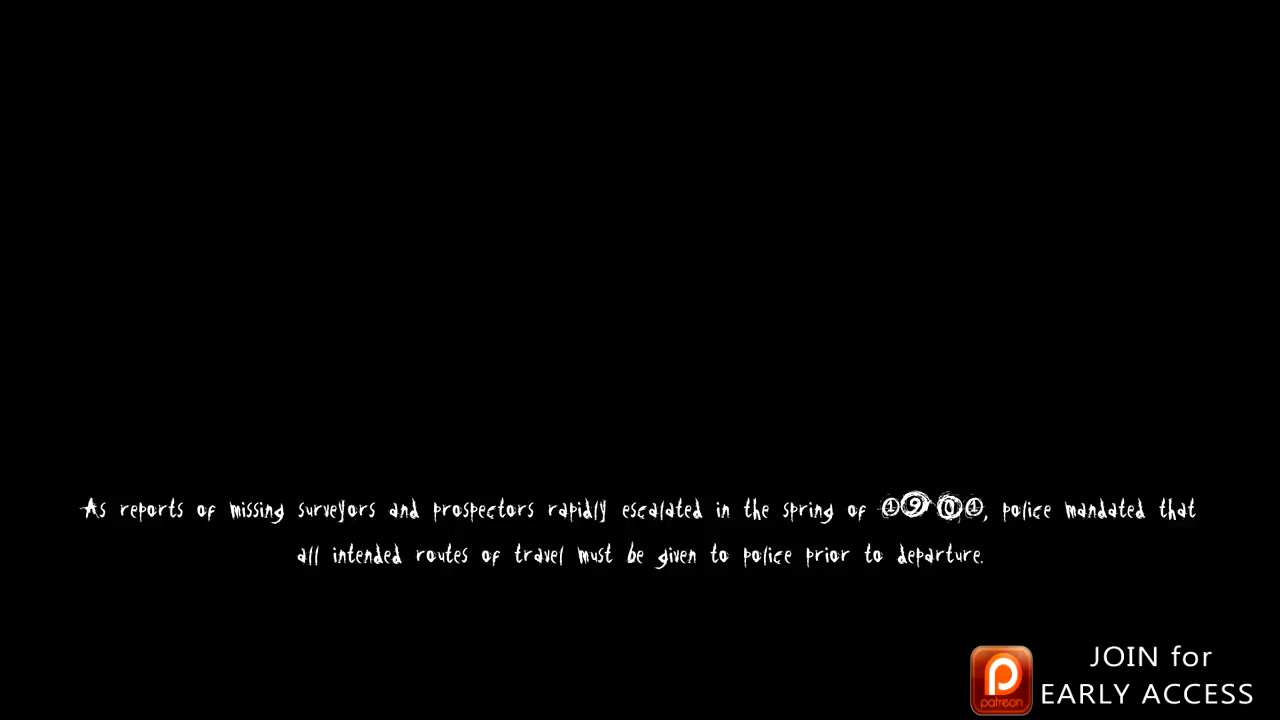 As reports of missing surveyors and prospectors rapidly escalated in the spring of 1901, police mandated that
all intended routes of travel must be given to police prior to departure.
JOIN for
EARLY ACCESS
patreon